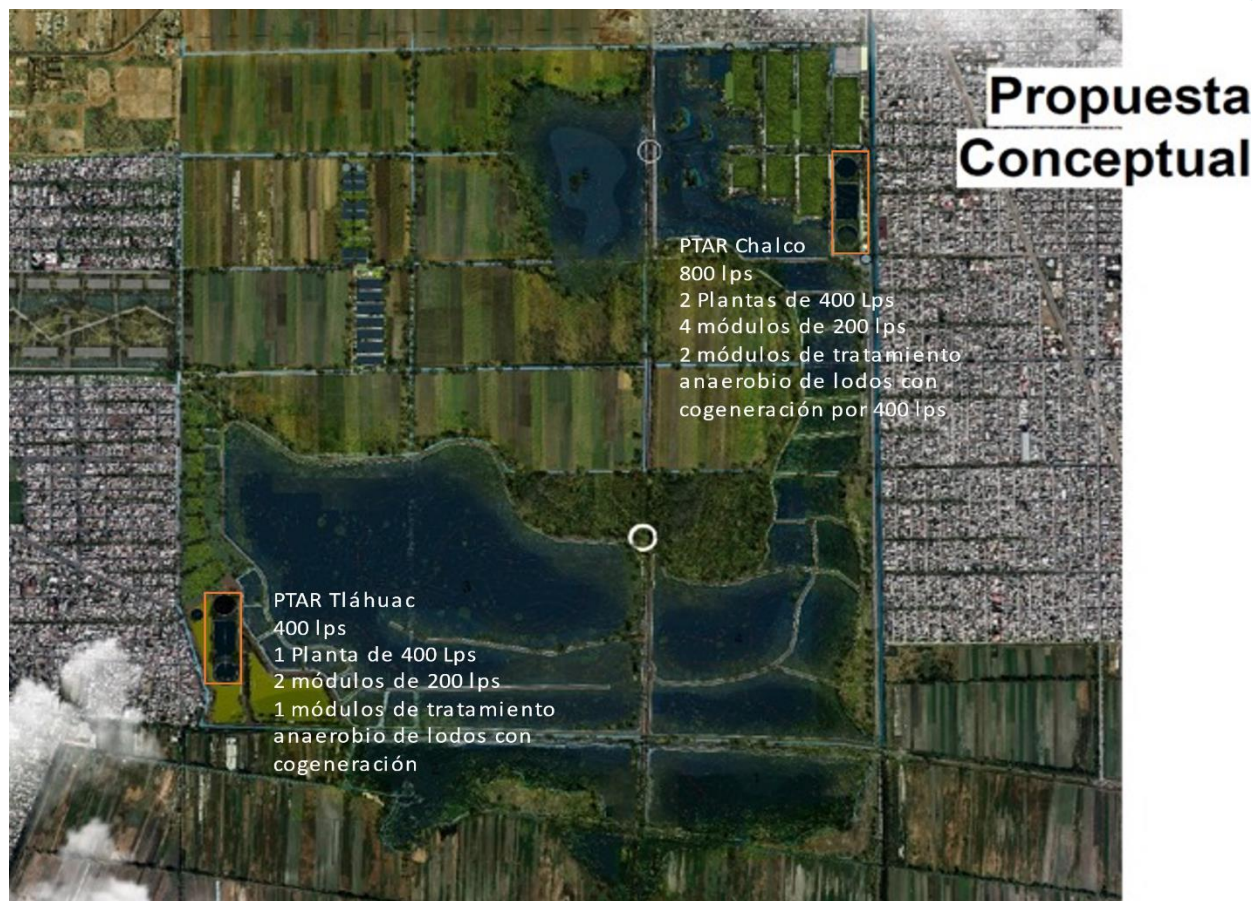 Propuesta
Conceptual
PTAR Chalco
800 lps
2 Plantas de 400 Lps
4 módulos de 200 lps
2 módulos de tratamiento
anaerobio de lodos con
cogeneración por 400 lps
PTAR Tláhuac
400 lps
1 Planta de 400 Lps
2 módulos de 200 lps
1 módulos de tratamiento
anaerobio de lodos con
cogeneración